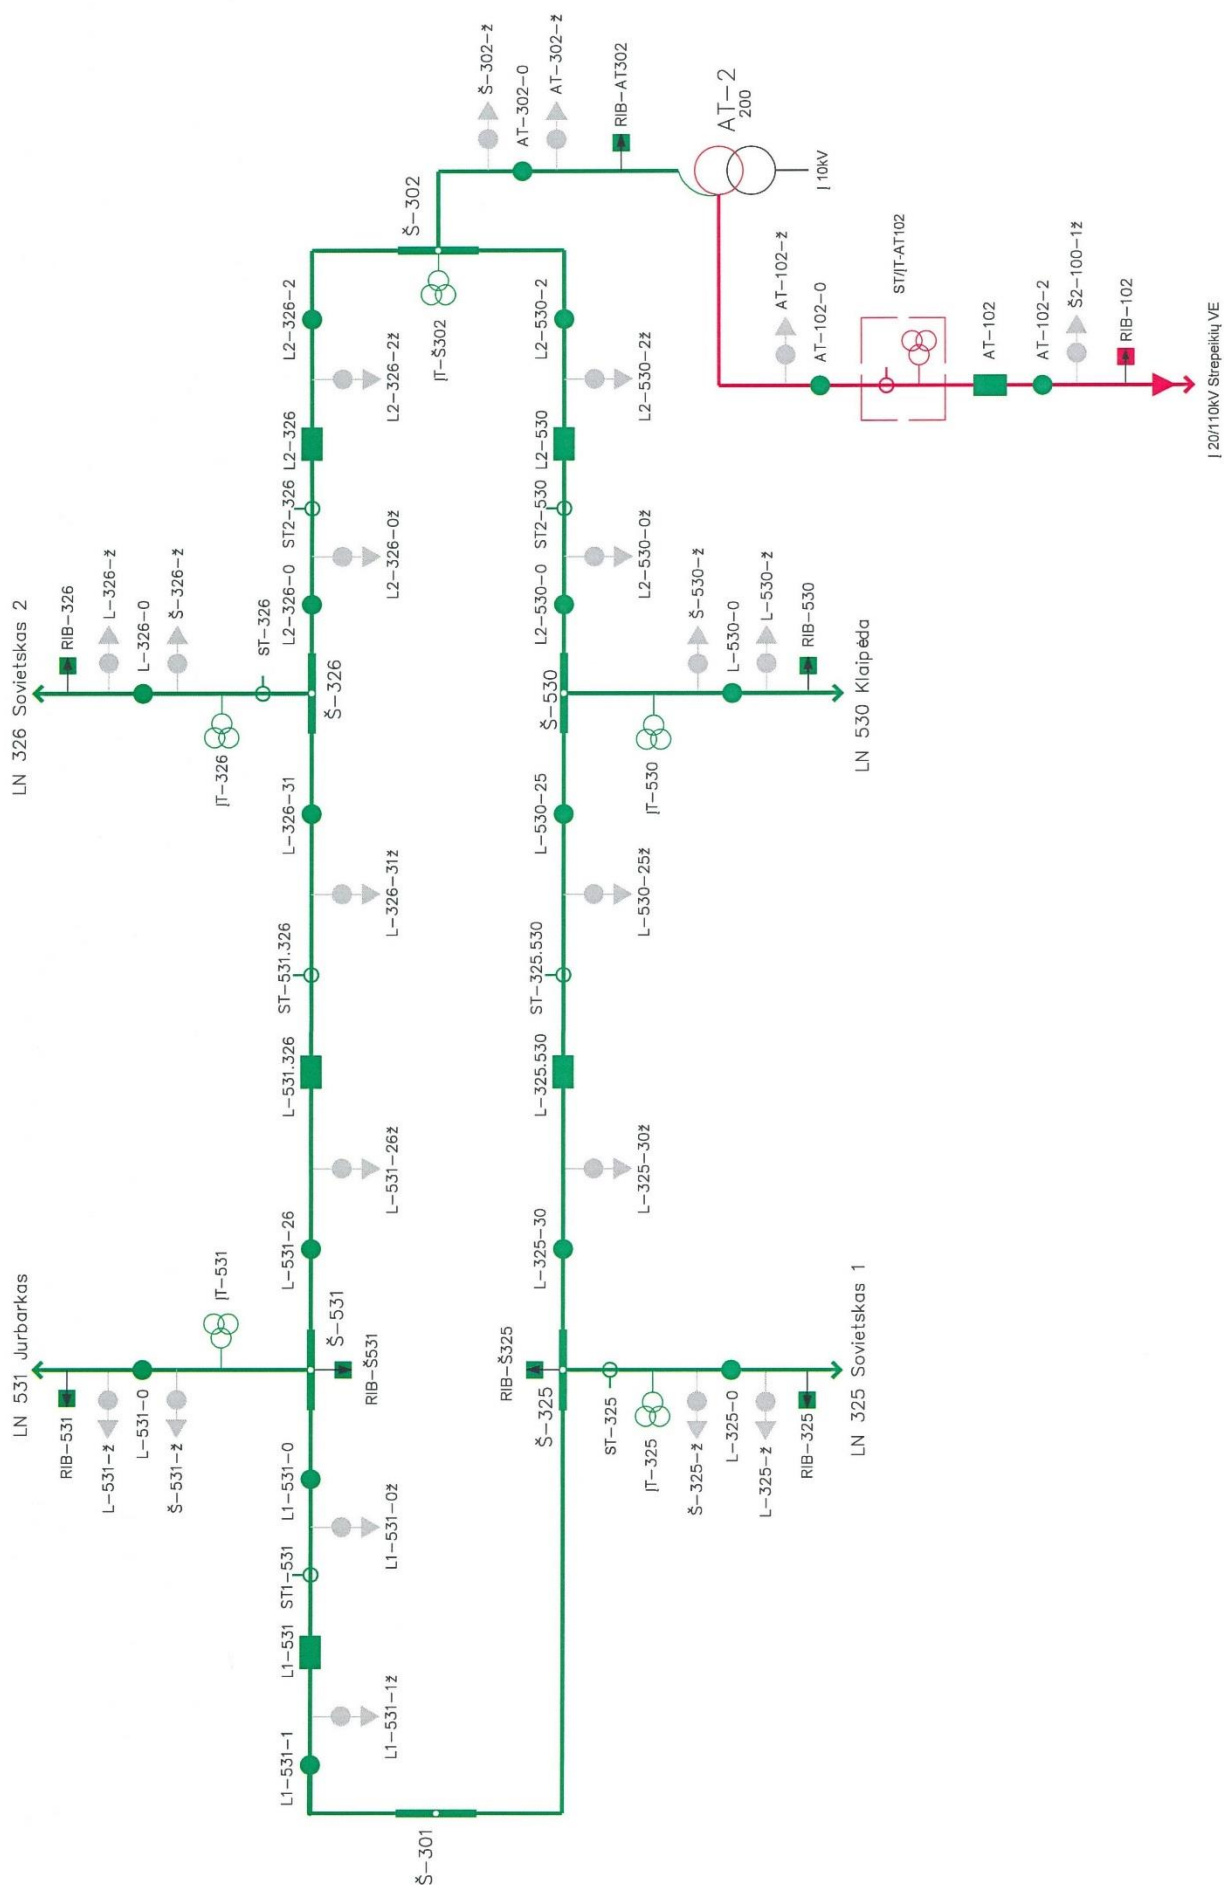 LN 531 Jurbarkas
RIB-531
L-531-ž
L-531-0
Š-531-ž
ĮT-531
LN 326 Sovietskas 2
RIB-326
L-326-ž
L-326-0
Š-326-ž
ĮT-326
ST-326
L1-531-1
L1-531
ST1-531
L1-531-0
L1-531-1ž
L1-531-0ž
Š-531
RIB-Š531
L-531-26
L-531-26ž
L-531.326
ST-531.326
L-326-31
L-326-31ž
Š-326
L2-326-0
ST2-326
L2-326
L2-326-2
L2-326-0ž
L2-326-2ž
Š-301
Š-302
ĮT-Š302
Š-302-ž
AT-302-0
AT-302-ž
RIB-AT302
AT-2
200
Į 10kV
RIB-Š325
Š-325
L-325-30
L-325-30ž
L-325.530
ST-325.530
L-530-25
L-530-25ž
Š-530
L2-530-0
ST2-530
L2-530
L2-530-2
L2-530-0ž
L2-530-2ž
ST-325
ĮT-325
Š-325-ž
L-325-0
L-325-ž
RIB-325
LN 325 Sovietskas 1
ĮT-530
Š-530-ž
L-530-0
L-530-ž
RIB-530
LN 530 Klaipėda
AT-102-ž
AT-102-0
ST/ĮT-AT102
AT-102
AT-102-2
Š2-100-1ž
RIB-102
Į 20/110kV Strepeikių VE